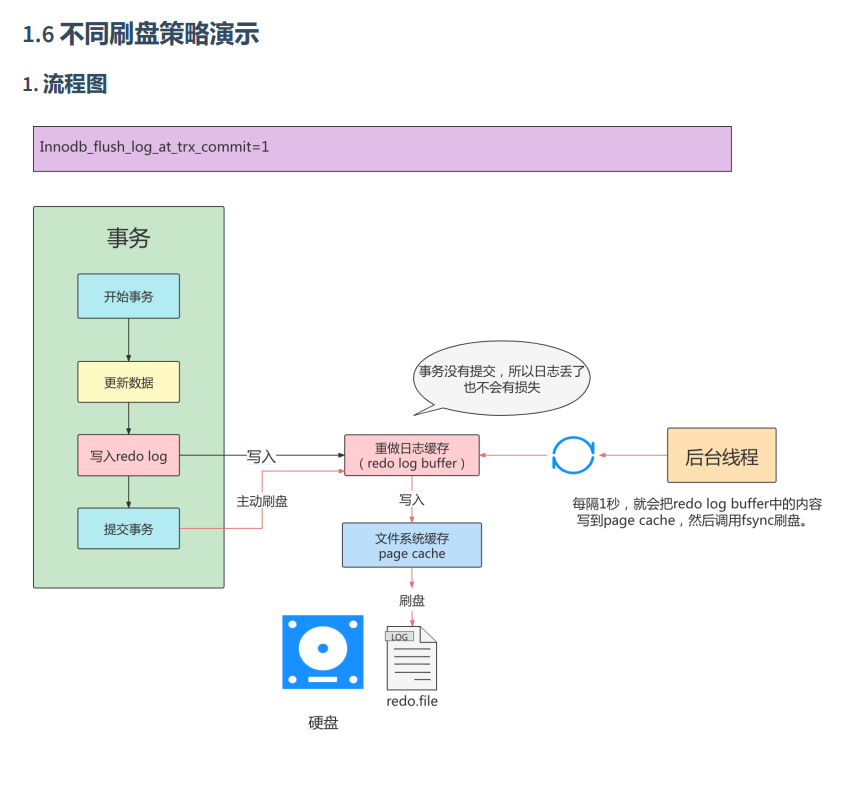 1.6 不同刷盘策略演示
1. 流程图
Innodb_flush_log_at_trx_commit=1
事务
开始事务
更新数据
写入redo log
提交事务
写入
主动刷盘
事务没有提交，所以日志丢了
也不会有损失
重做日志缓存
（redo log buffer）
写入
文件系统缓存
page cache
刷盘
LOG
redo.file
硬盘
后台线程
每隔1秒，就会把redo log buffer中的内容
写到page cache，然后调用fsync刷盘。